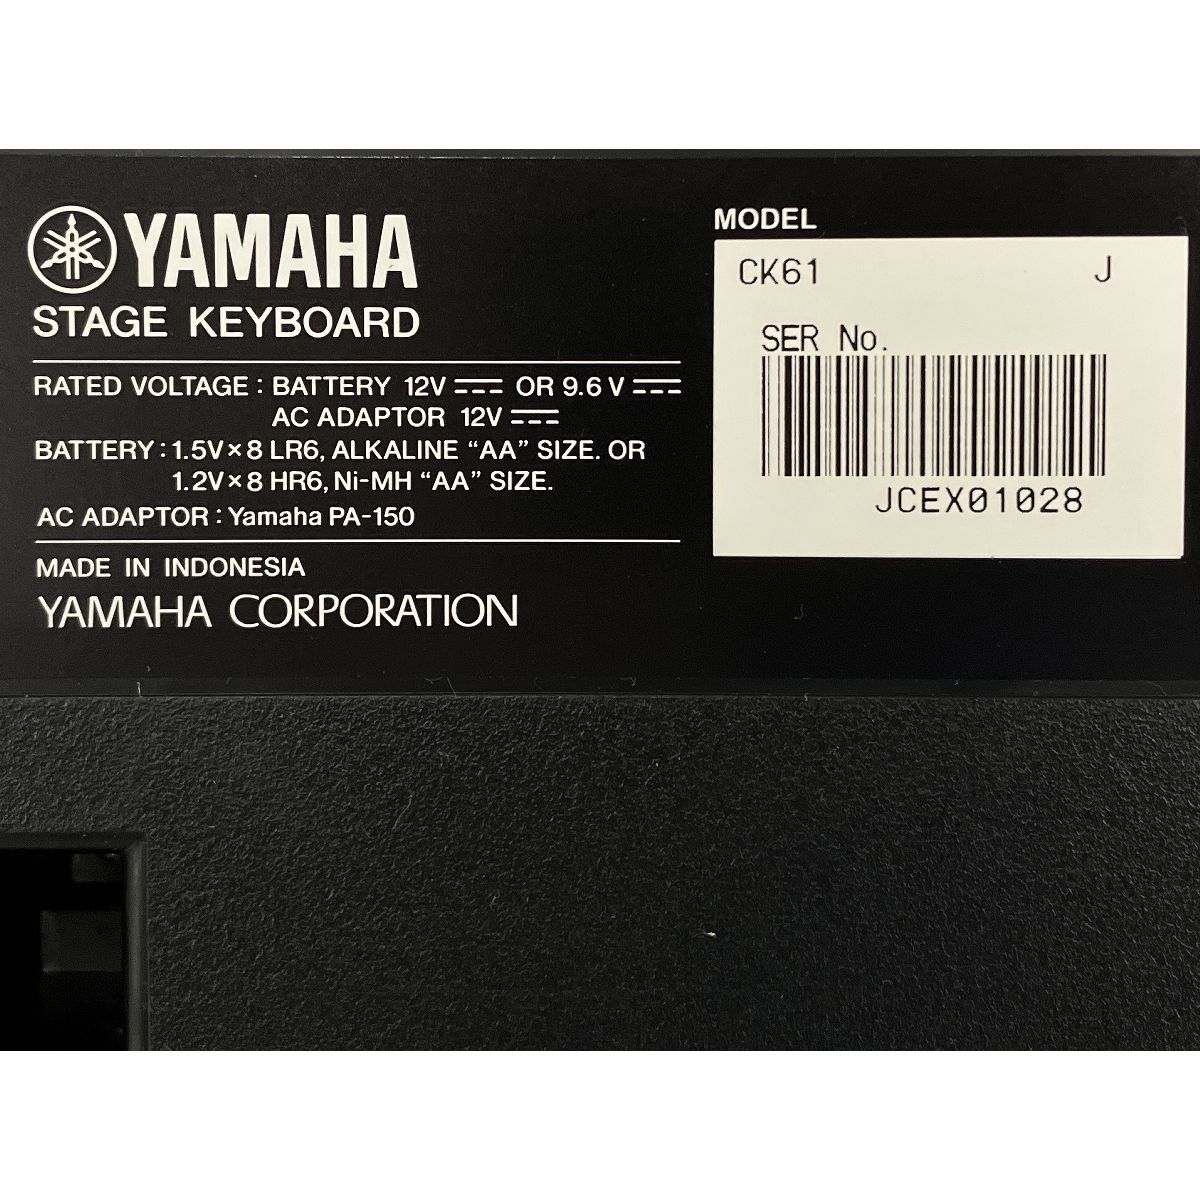 YAMAHA
STAGE KEYBOARD
RATED VOLTAGE : BATTERY 12V ⎓ OR 9.6 V ⎓
AC ADAPTOR 12V ⎓
BATTERY : 1.5V×8 LR6, ALKALINE “AA” SIZE. OR
1.2V×8 HR6, Ni-MH “AA” SIZE.
AC ADAPTOR : Yamaha PA-150
MADE IN INDONESIA
YAMAHA CORPORATION
MODEL
CK61 J
SER No.
JCEX01028